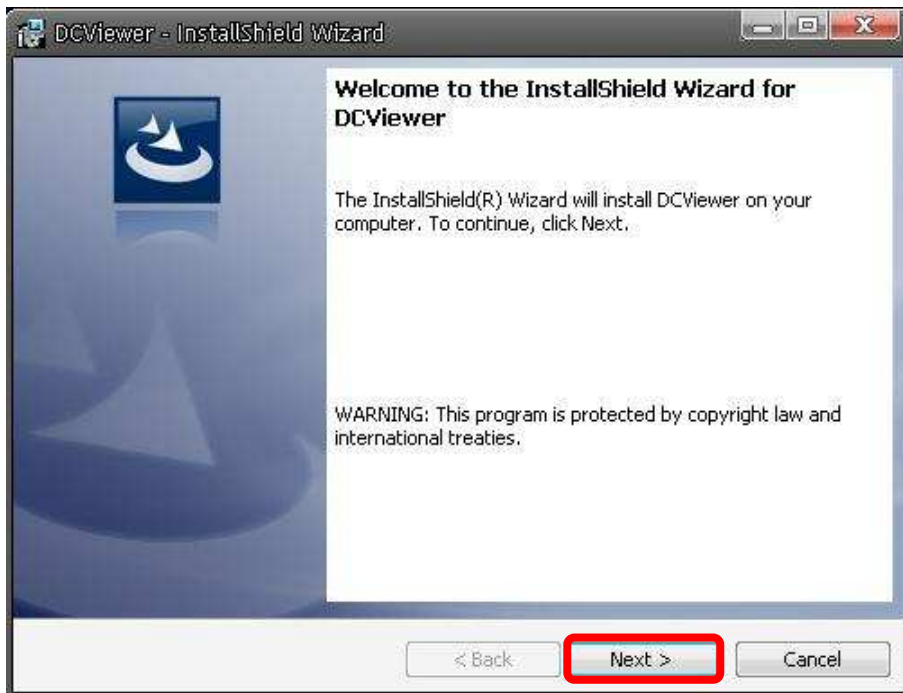 DCViewer - InstallShield Wizard
Welcome to the InstallShield Wizard for
DCViewer
The InstallShield(R) Wizard will install DCViewer on your
computer. To continue, click Next.
WARNING: This program is protected by copyright law and
international treaties.
< Back Next > Cancel